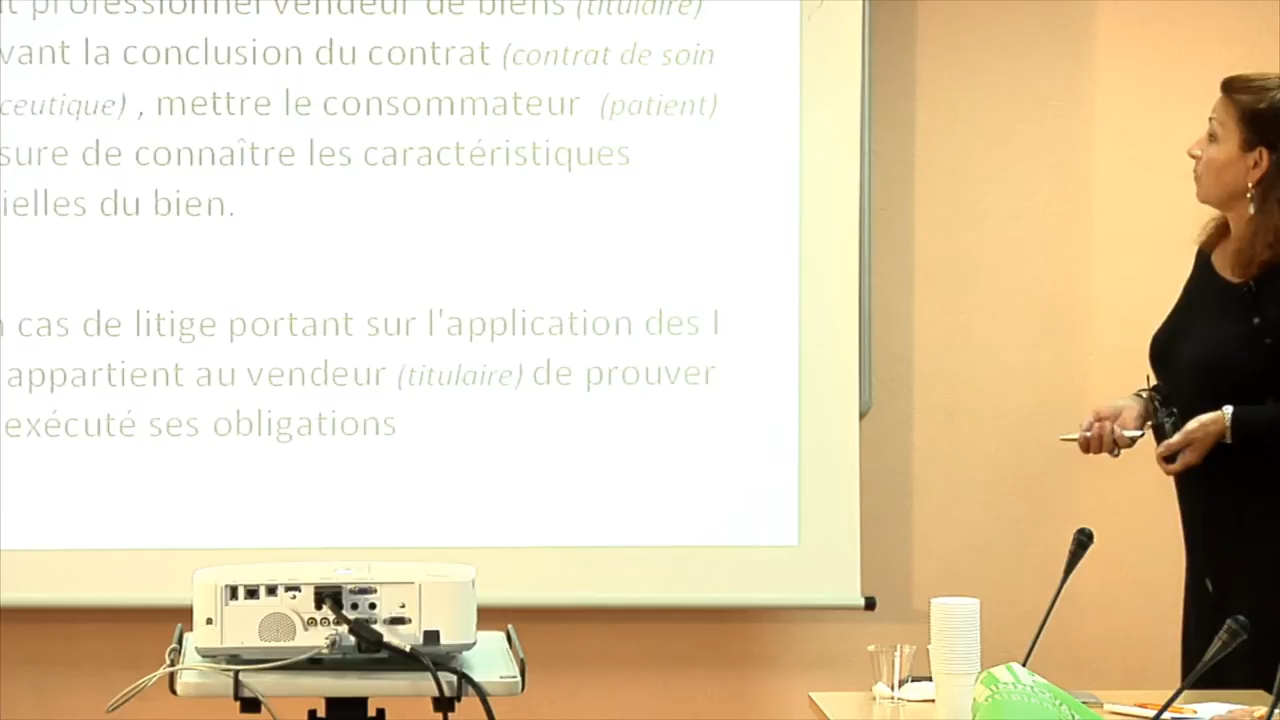 t professionnel vendeur de biens (titulaire)
vant la conclusion du contrat (contrat de soin
ceutique) , mettre le consommateur (patient)
sure de connaître les caractéristiques
ielles du bien.
cas de litige portant sur l'application des I
appartient au vendeur (titulaire) de prouver
exécuté ses obligations